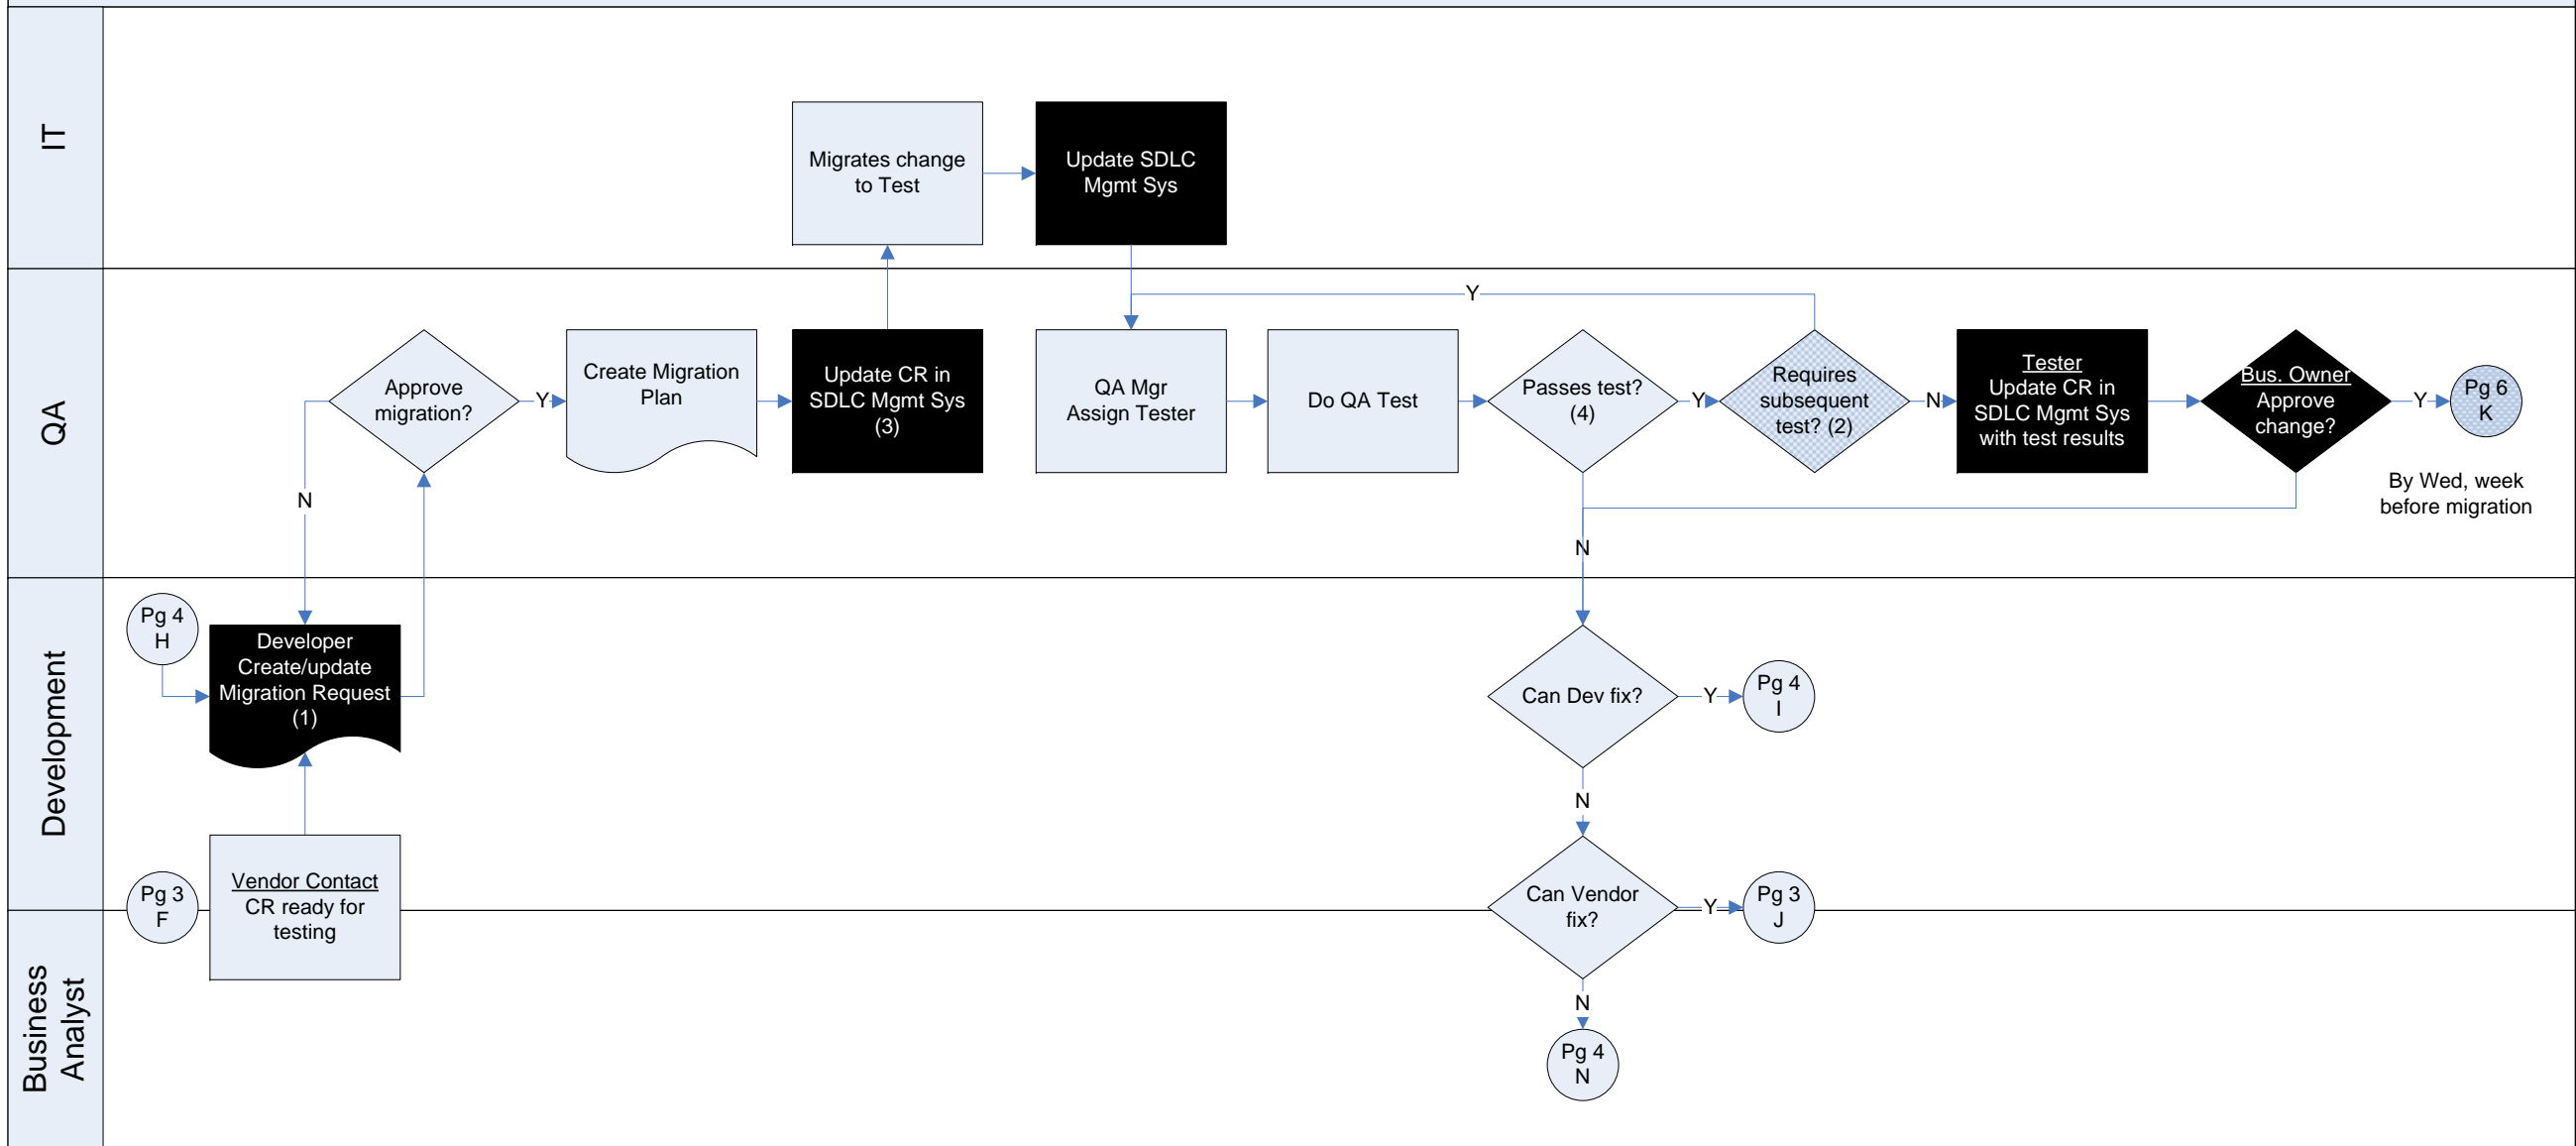 IT
Migrates change
to Test
Update SDLC
Mgmt Sys
QA
Y
Approve
migration?
Y
Create Migration
Plan
Update CR in
SDLC Mgmt Sys
(3)
QA Mgr
Assign Tester
Do QA Test
Passes test?
(4)
Y
Requires
subsequent
test? (2)
N
Tester
Update CR in
SDLC Mgmt Sys
with test results
Bus. Owner
Approve
change?
Y
Pg 6
K
By Wed, week
before migration
N
N
Development
Pg 4
H
Developer
Create/update
Migration Request
(1)
Can Dev fix?
Y
Pg 4
I
N
Pg 3
F
Vendor Contact
CR ready for
testing
Can Vendor
fix?
Y
Pg 3
J
Business
Analyst
N
Pg 4
N